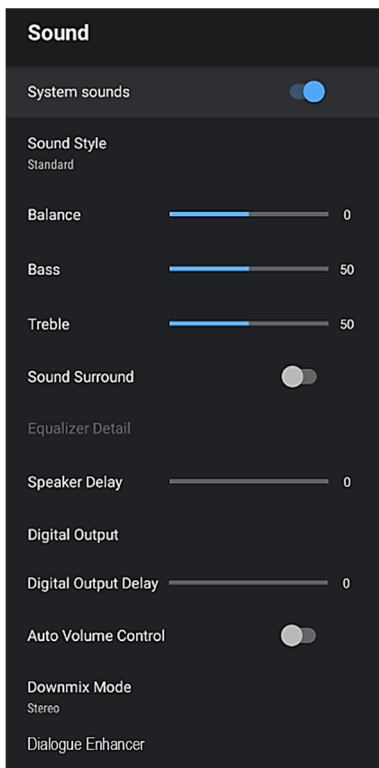 Sound
System sounds
Sound Style
Standard
Balance 0
Bass 50
Treble 50
Sound Surround
Equalizer Detail
Speaker Delay 0
Digital Output
Digital Output Delay 0
Auto Volume Control
Downmix Mode
Stereo
Dialogue Enhancer